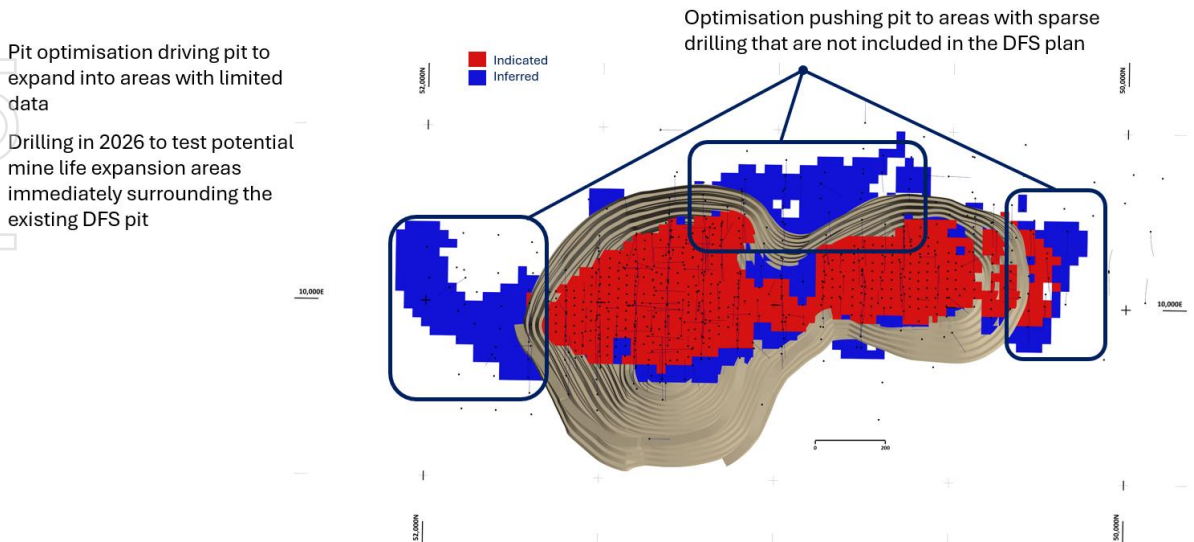 Optimisation pushing pit to areas with sparse
drilling that are not included in the DFS plan
Pit optimisation driving pit to
expand into areas with limited
data
Drilling in 2026 to test potential
mine life expansion areas
immediately surrounding the
existing DFS pit
Indicated
Inferred
52,000N
50,000N
10,000E
10,000E
0 200
52,000N
50,000N